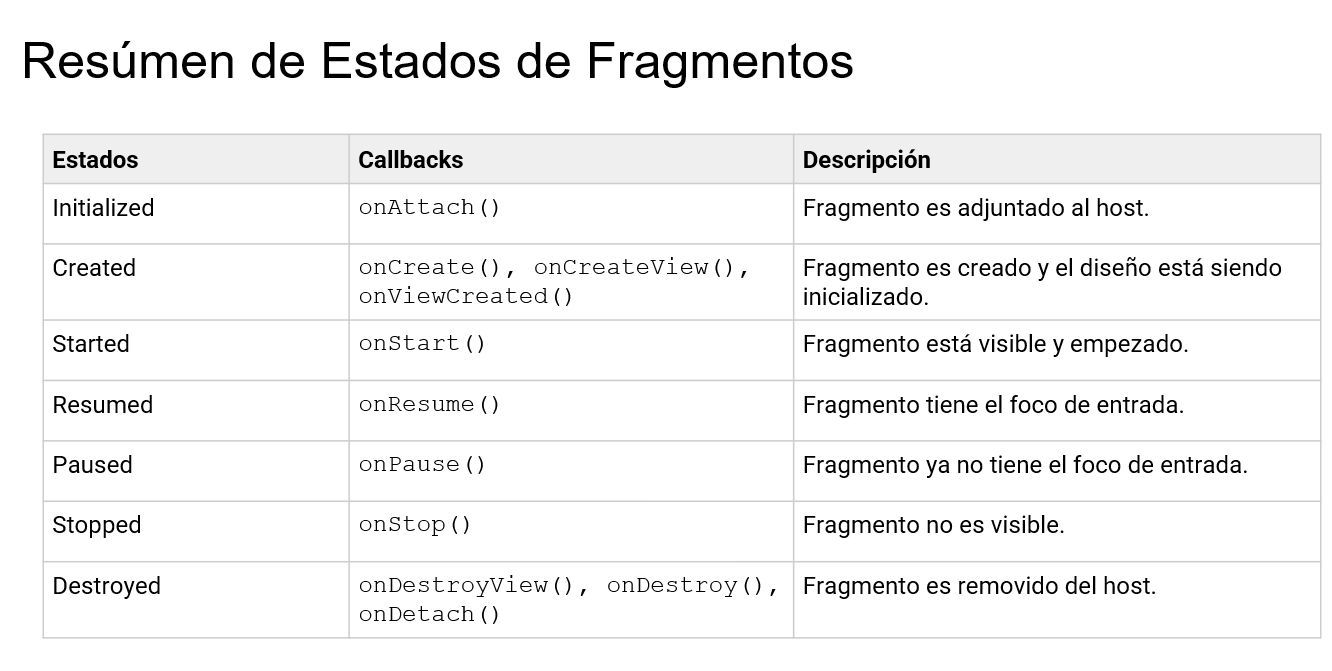 Resúmen de Estados de Fragmentos
Estados Callbacks Descripción
Initialized onAttach() Fragmento es adjuntado al host.
Created onCreate(), onCreateView(), Fragmento es creado y el diseño está siendo
onViewCreated() inicializado.
Started onStart() Fragmento está visible y empezado.
Resumed onResume() Fragmento tiene el foco de entrada.
Paused onPause() Fragmento ya no tiene el foco de entrada.
Stopped onStop() Fragmento no es visible.
Destroyed onDestroyView(), onDestroy(), Fragmento es removido del host.
onDetach()